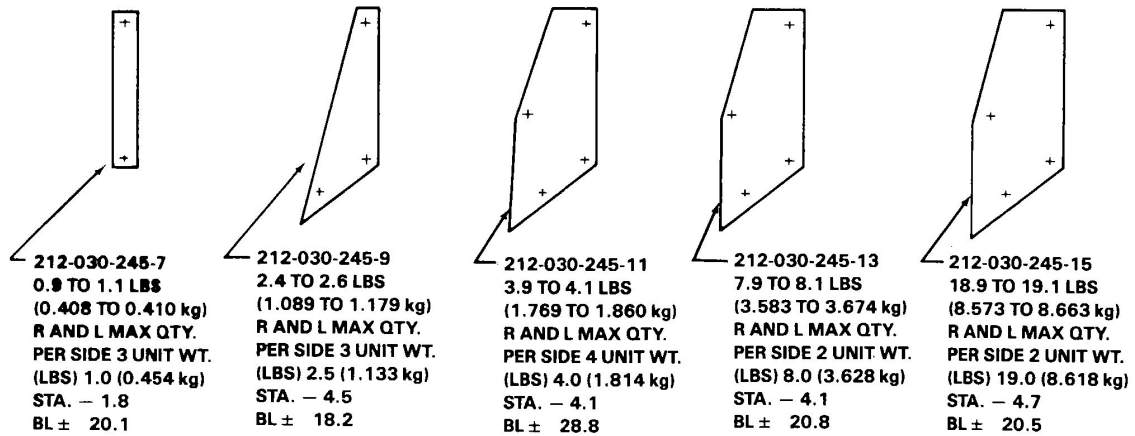 212-030-245-7
0.9 TO 1.1 LBS
(0.408 TO 0.410 kg)
R AND L MAX QTY.
PER SIDE 3 UNIT WT.
(LBS) 1.0 (0.454 kg)
STA. – 1.8
BL ± 20.1
212-030-245-9
2.4 TO 2.6 LBS
(1.089 TO 1.179 kg)
R AND L MAX QTY.
PER SIDE 3 UNIT WT.
(LBS) 2.5 (1.133 kg)
STA. – 4.5
BL ± 18.2
212-030-245-11
3.9 TO 4.1 LBS
(1.769 TO 1.860 kg)
R AND L MAX QTY.
PER SIDE 4 UNIT WT.
(LBS) 4.0 (1.814 kg)
STA. – 4.1
BL ± 28.8
212-030-245-13
7.9 TO 8.1 LBS
(3.583 TO 3.674 kg)
R AND L MAX QTY.
PER SIDE 2 UNIT WT.
(LBS) 8.0 (3.628 kg)
STA. – 4.1
BL ± 20.8
212-030-245-15
18.9 TO 19.1 LBS
(8.573 TO 8.663 kg)
R AND L MAX QTY.
PER SIDE 2 UNIT WT.
(LBS) 19.0 (8.618 kg)
STA. – 4.7
BL ± 20.5